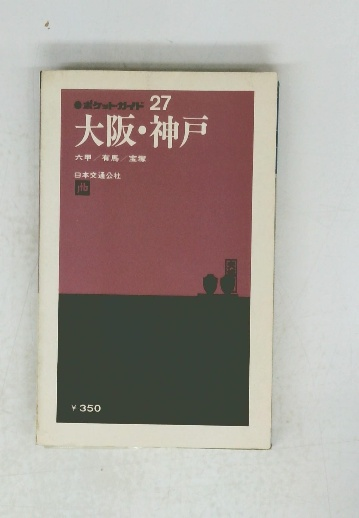 ●ポケット・ガイド 27
大阪・神戸
六甲／有馬／宝塚
日本交通公社
jtb
¥350